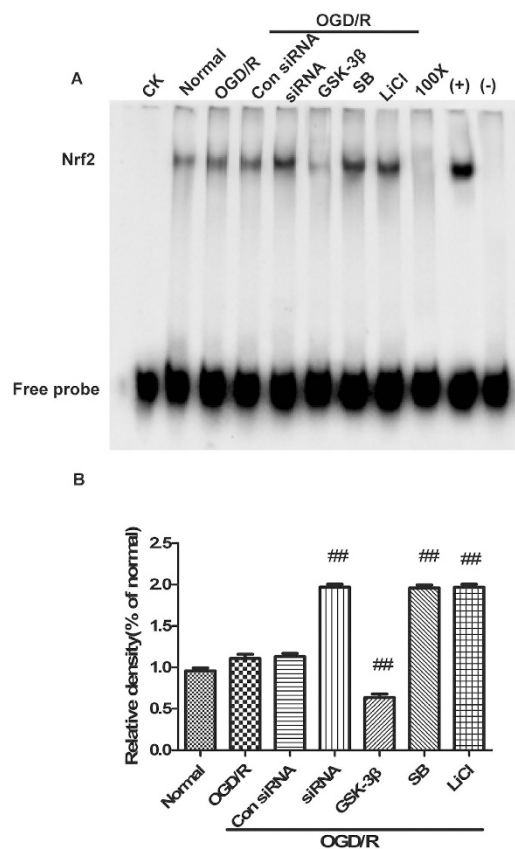 OGD/R
A
CK Normal OGD/R Con siRNA siRNA GSK-3β SB LiCl 100X (+) (-)
Nrf2
Free probe
B
Relative density(% of normal)
2.5
2.0
1.5
1.0
0.5
0.0
## ## ## ##
Normal OGD/R Con siRNA siRNA GSK-3β SB LiCl
OGD/R